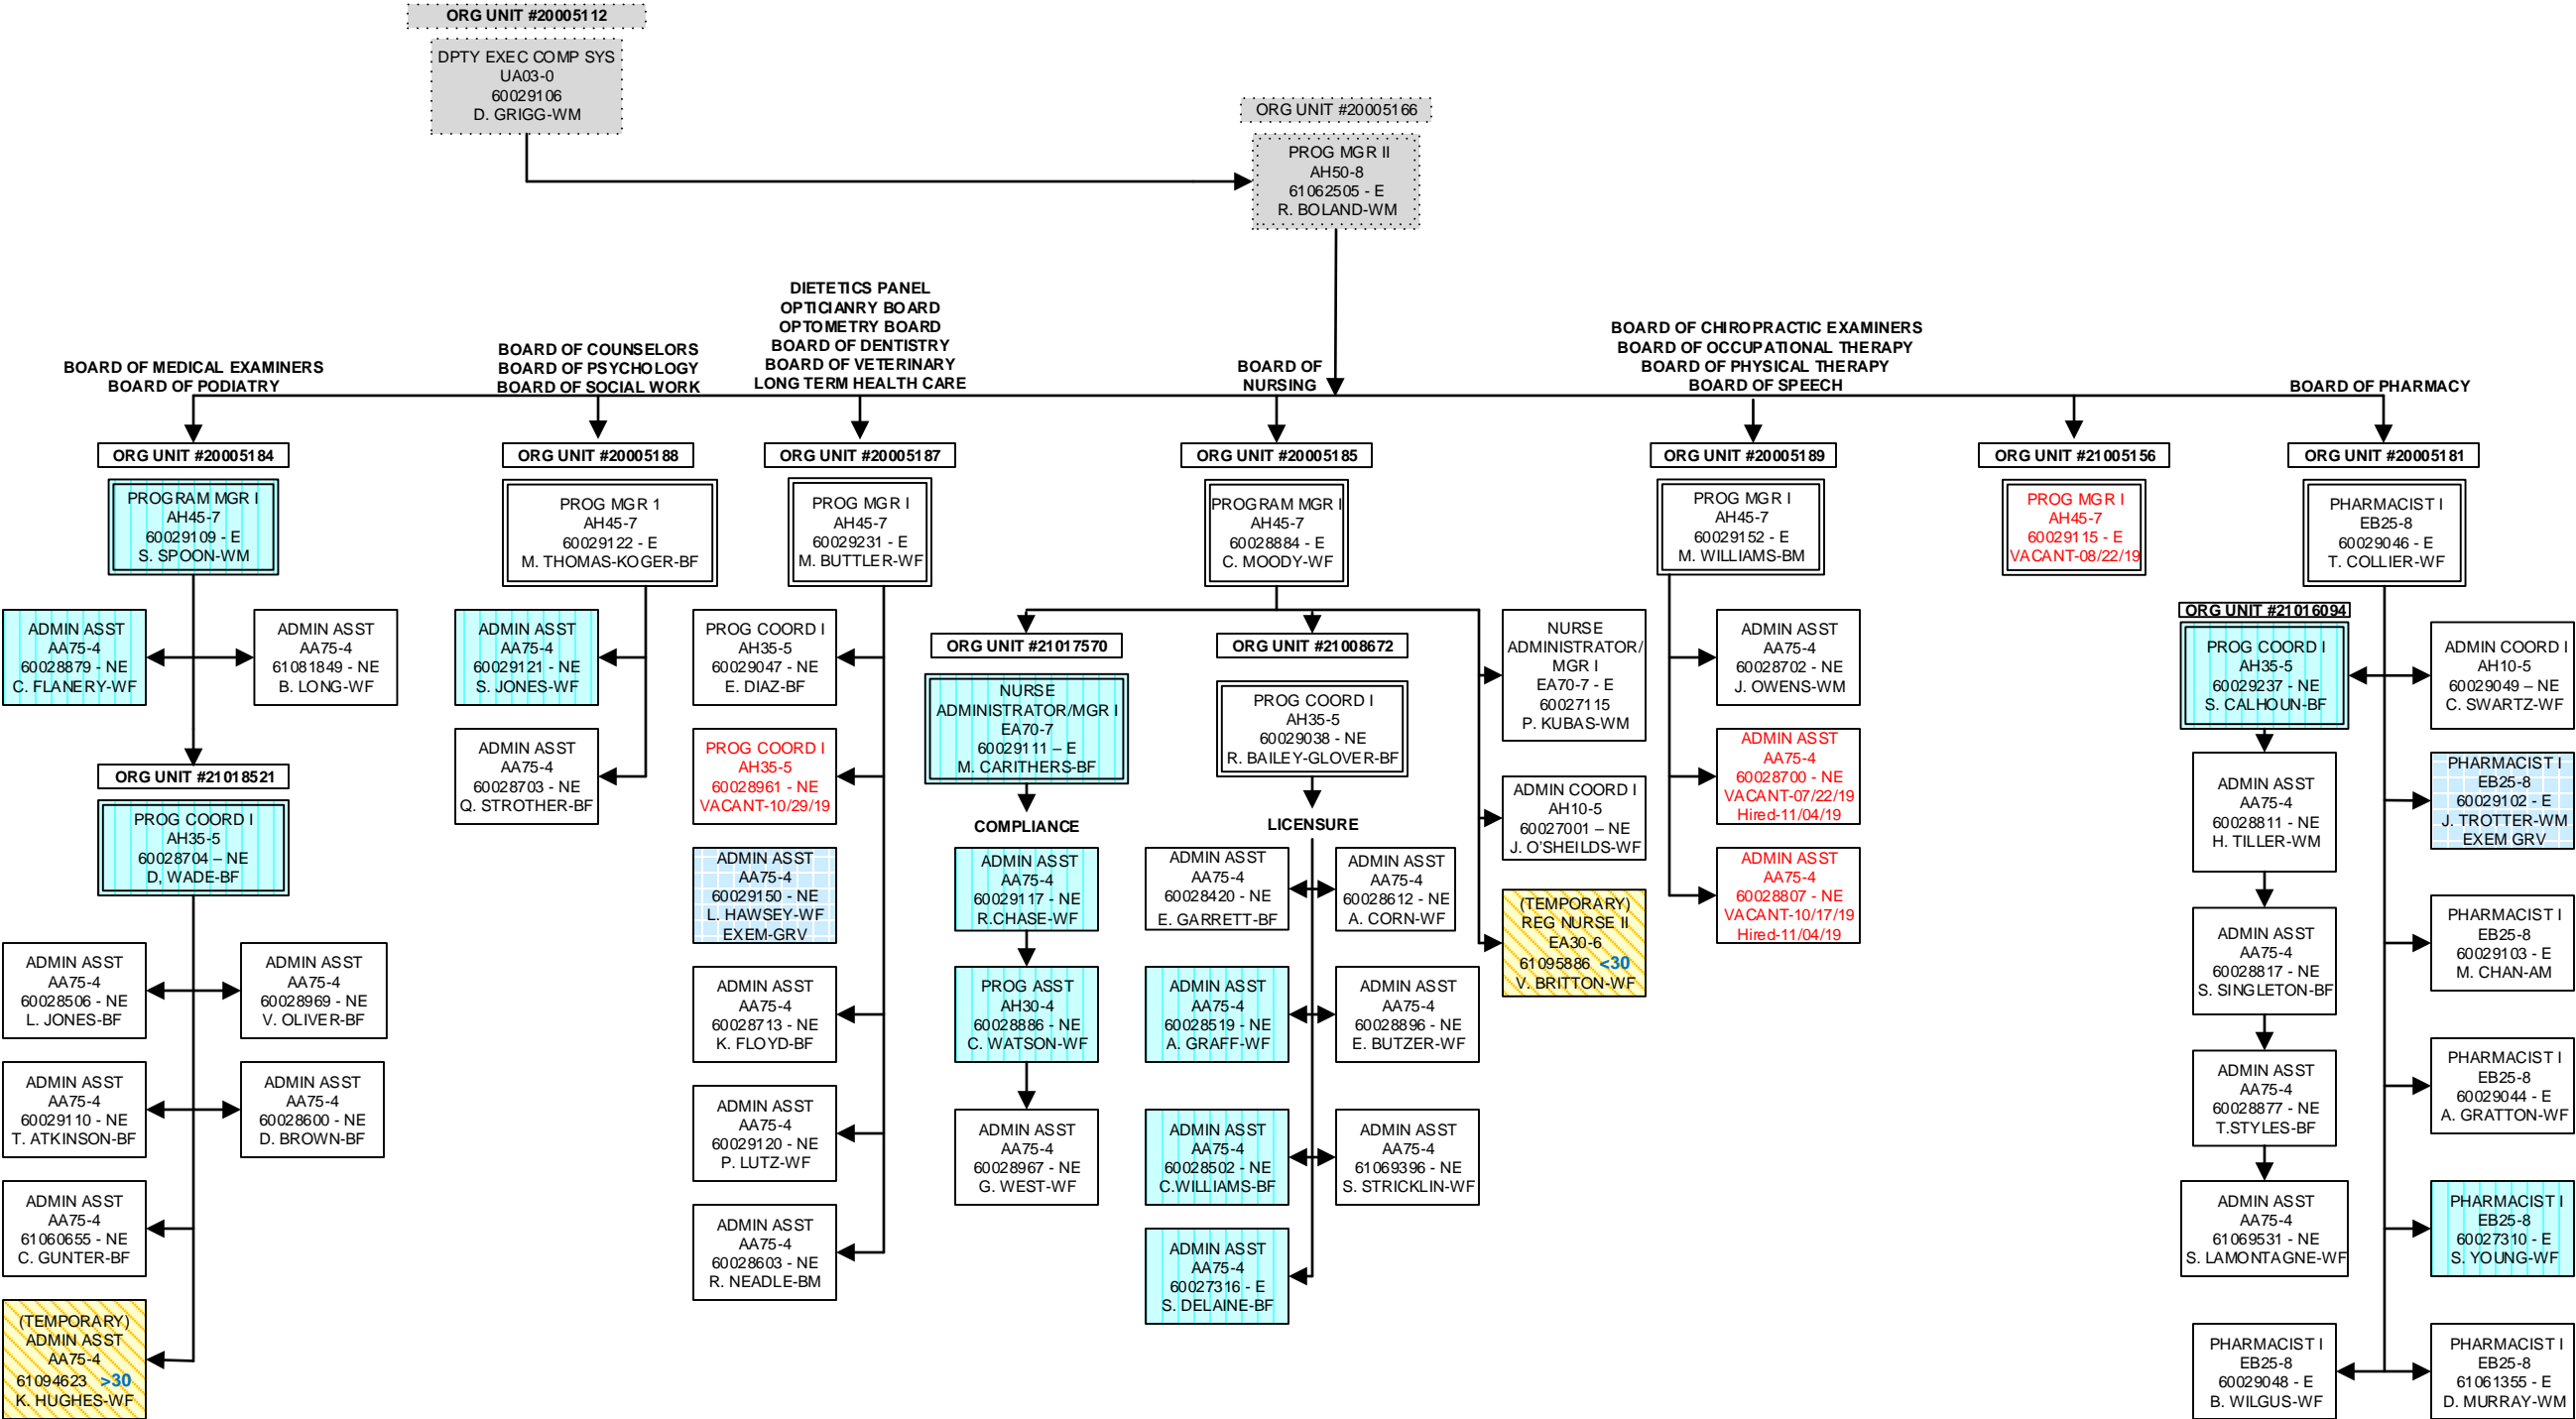 ORG UNIT #20005112
DPTY EXEC COMP SYS
UA03-0
60029106
D. GRIGG-WM
ORG UNIT #20005166
PROG MGR II
AH50-8
61062505 - E
R. BOLAND-WM
BOARD OF MEDICAL EXAMINERS
BOARD OF PODIATRY
BOARD OF COUNSELORS
BOARD OF PSYCHOLOGY
BOARD OF SOCIAL WORK
DIETETICS PANEL
OPTICIANRY BOARD
OPTOMETRY BOARD
BOARD OF DENTISTRY
BOARD OF VETERINARY
LONG TERM HEALTH CARE
BOARD OF
NURSING
BOARD OF CHIROPRACTIC EXAMINERS
BOARD OF OCCUPATIONAL THERAPY
BOARD OF PHYSICAL THERAPY
BOARD OF SPEECH
BOARD OF PHARMACY
ORG UNIT #20005184
PROGRAM MGR I
AH45-7
60029109 - E
S. SPOON-WM
ADMIN ASST
AA75-4
60028879 - NE
C. FLANERY-WF
ADMIN ASST
AA75-4
61081849 - NE
B. LONG-WF
ORG UNIT #21018521
PROG COORD I
AH35-5
60028704 – NE
D, WADE-BF
ADMIN ASST
AA75-4
60028506 - NE
L. JONES-BF
ADMIN ASST
AA75-4
60028969 - NE
V. OLIVER-BF
ADMIN ASST
AA75-4
60029110 - NE
T. ATKINSON-BF
ADMIN ASST
AA75-4
60028600 - NE
D. BROWN-BF
ADMIN ASST
AA75-4
61060655 - NE
C. GUNTER-BF
(TEMPORARY)
ADMIN ASST
AA75-4
61094623 >30
K. HUGHES-WF
ORG UNIT #20005188
PROG MGR 1
AH45-7
60029122 - E
M. THOMAS-KOGER-BF
ADMIN ASST
AA75-4
60029121 - NE
S. JONES-WF
ADMIN ASST
AA75-4
60028703 - NE
Q. STROTHER-BF
ORG UNIT #20005187
PROG MGR I
AH45-7
60029231 - E
M. BUTTLER-WF
PROG COORD I
AH35-5
60029047 - NE
E. DIAZ-BF
PROG COORD I
AH35-5
60028961 - NE
VACANT-10/29/19
ADMIN ASST
AA75-4
60029150 - NE
L. HAWSEY-WF
EXEM-GRV
ADMIN ASST
AA75-4
60028713 - NE
K. FLOYD-BF
ADMIN ASST
AA75-4
60029120 - NE
P. LUTZ-WF
ADMIN ASST
AA75-4
60028603 - NE
R. NEADLE-BM
ORG UNIT #20005185
PROGRAM MGR I
AH45-7
60028884 - E
C. MOODY-WF
ORG UNIT #21017570
NURSE
ADMINISTRATOR/MGR I
EA70-7
60029111 – E
M. CARITHERS-BF
COMPLIANCE
ADMIN ASST
AA75-4
60029117 - NE
R.CHASE-WF
PROG ASST
AH30-4
60028886 - NE
C. WATSON-WF
ADMIN ASST
AA75-4
60028967 - NE
G. WEST-WF
ORG UNIT #21008672
PROG COORD I
AH35-5
60029038 - NE
R. BAILEY-GLOVER-BF
LICENSURE
ADMIN ASST
AA75-4
60028420 - NE
E. GARRETT-BF
ADMIN ASST
AA75-4
60028612 - NE
A. CORN-WF
ADMIN ASST
AA75-4
60028519 - NE
A. GRAFF-WF
ADMIN ASST
AA75-4
60028896 - NE
E. BUTZER-WF
ADMIN ASST
AA75-4
60028502 - NE
C.WILLIAMS-BF
ADMIN ASST
AA75-4
61069396 - NE
S. STRICKLIN-WF
ADMIN ASST
AA75-4
60027316 - E
S. DELAINE-BF
NURSE
ADMINISTRATOR/
MGR I
EA70-7 - E
60027115
P. KUBAS-WM
ADMIN COORD I
AH10-5
60027001 – NE
J. O'SHEILDS-WF
(TEMPORARY)
REG NURSE II
EA30-6
61095886 <30
V. BRITTON-WF
ORG UNIT #20005189
PROG MGR I
AH45-7
60029152 - E
M. WILLIAMS-BM
ADMIN ASST
AA75-4
60028702 - NE
J. OWENS-WM
ADMIN ASST
AA75-4
60028700 - NE
VACANT-07/22/19
Hired-11/04/19
ADMIN ASST
AA75-4
60028807 - NE
VACANT-10/17/19
Hired-11/04/19
ORG UNIT #21005156
PROG MGR I
AH45-7
60029115 - E
VACANT-08/22/19
ORG UNIT #20005181
PHARMACIST I
EB25-8
60029046 - E
T. COLLIER-WF
ORG UNIT #21016094
PROG COORD I
AH35-5
60029237 - NE
S. CALHOUN-BF
ADMIN COORD I
AH10-5
60029049 – NE
C. SWARTZ-WF
ADMIN ASST
AA75-4
60028811 - NE
H. TILLER-WM
PHARMACIST I
EB25-8
60029102 - E
J. TROTTER-WM
EXEM GRV
ADMIN ASST
AA75-4
60028817 - NE
S. SINGLETON-BF
PHARMACIST I
EB25-8
60029103 - E
M. CHAN-AM
ADMIN ASST
AA75-4
60028877 - NE
T.STYLES-BF
PHARMACIST I
EB25-8
60029044 - E
A. GRATTON-WF
ADMIN ASST
AA75-4
61069531 - NE
S. LAMONTAGNE-WF
PHARMACIST I
EB25-8
60027310 - E
S. YOUNG-WF
PHARMACIST I
EB25-8
60029048 - E
B. WILGUS-WF
PHARMACIST I
EB25-8
61061355 - E
D. MURRAY-WM